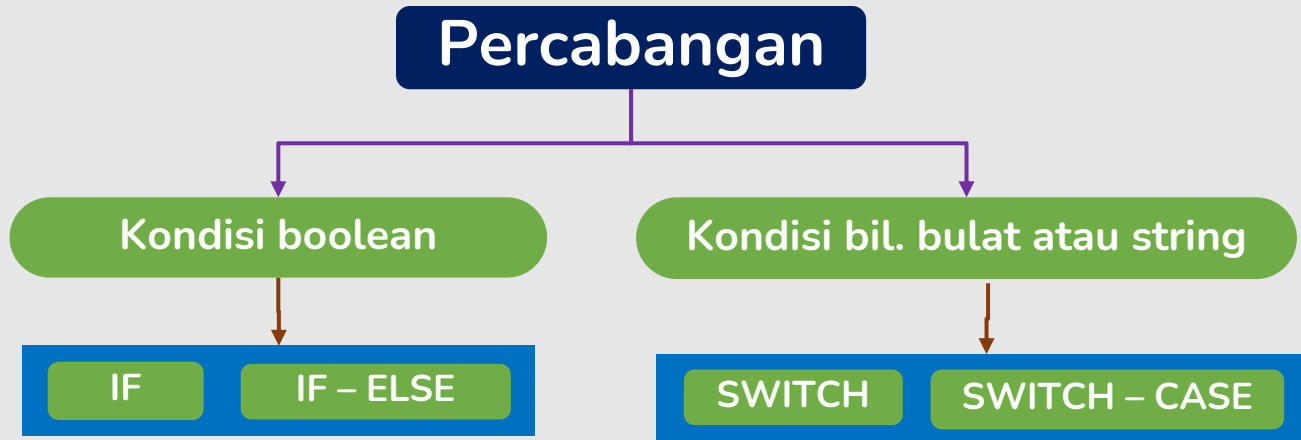 Percabangan
Kondisi boolean
Kondisi bil. bulat atau string
IF
IF – ELSE
SWITCH
SWITCH – CASE